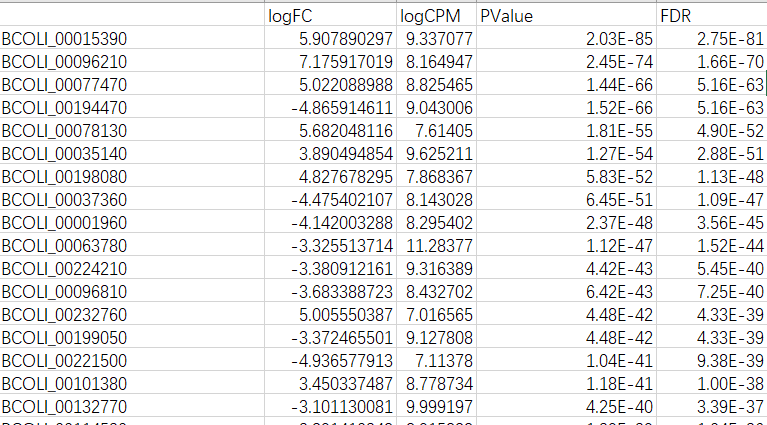 logFC logCPM PValue FDR
BCOLI_00015390 5.907890297 9.337077 2.03E-85 2.75E-81
BCOLI_00096210 7.175917019 8.164947 2.45E-74 1.66E-70
BCOLI_00077470 5.022088988 8.825465 1.44E-66 5.16E-63
BCOLI_00194470 -4.865914611 9.043006 1.52E-66 5.16E-63
BCOLI_00078130 5.682048116 7.61405 1.81E-55 4.90E-52
BCOLI_00035140 3.890494854 9.625211 1.27E-54 2.88E-51
BCOLI_00198080 4.827678295 7.868367 5.83E-52 1.13E-48
BCOLI_00037360 -4.475402107 8.143028 6.45E-51 1.09E-47
BCOLI_00001960 -4.142003288 8.295402 2.37E-48 3.56E-45
BCOLI_00063780 -3.325513714 11.28377 1.12E-47 1.52E-44
BCOLI_00224210 -3.380912161 9.316389 4.42E-43 5.45E-40
BCOLI_00096810 -3.683388723 8.432702 6.42E-43 7.25E-40
BCOLI_00232760 5.005550387 7.016565 4.48E-42 4.33E-39
BCOLI_00199050 -3.372465501 9.127808 4.48E-42 4.33E-39
BCOLI_00221500 -4.936577913 7.11378 1.04E-41 9.38E-39
BCOLI_00101380 3.450337487 8.778734 1.18E-41 1.00E-38
BCOLI_00132770 -3.101130081 9.999197 4.25E-40 3.39E-37